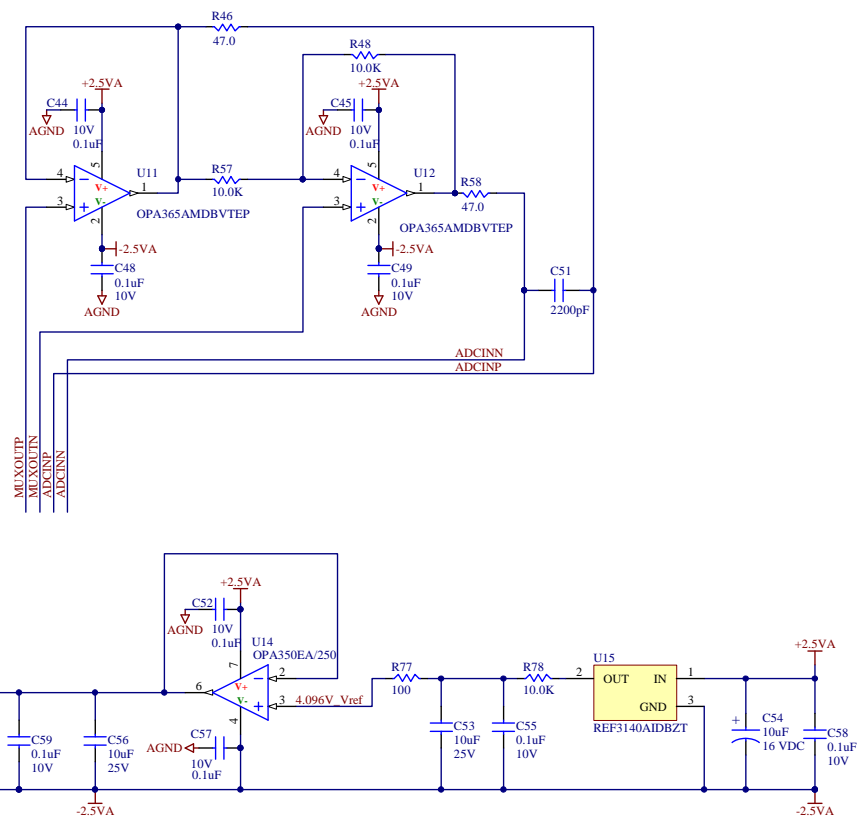 R46
47.0
R48
10.0K
+2.5VA
C44
AGND
10V
0.1uF
+2.5VA
C45
AGND
10V
0.1uF
5
4
3
V+
V-
1
2
U11
OPA365AMDBVTEP
R57
10.0K
5
4
3
V+
V-
1
2
U12
OPA365AMDBVTEP
R58
47.0
-2.5VA
C48
0.1uF
10V
AGND
-2.5VA
C49
0.1uF
10V
AGND
C51
2200pF
ADCINN
ADCINP
MUXOUTP
MUXOUTN
ADCINP
ADCINN
+2.5VA
C52
AGND
10V
0.1uF
U14
OPA350EA/250
7
6
V+
V-
2
3
4
4.096V_Vref
C57
AGND
10V
0.1uF
R77
100
R78
10.0K
U15
2
OUT
IN
1
GND
3
REF3140AIDBZT
+2.5VA
C59
0.1uF
10V
C56
10uF
25V
C53
10uF
25V
C55
0.1uF
10V
+
C54
10uF
16 VDC
C58
0.1uF
10V
-2.5VA
-2.5VA